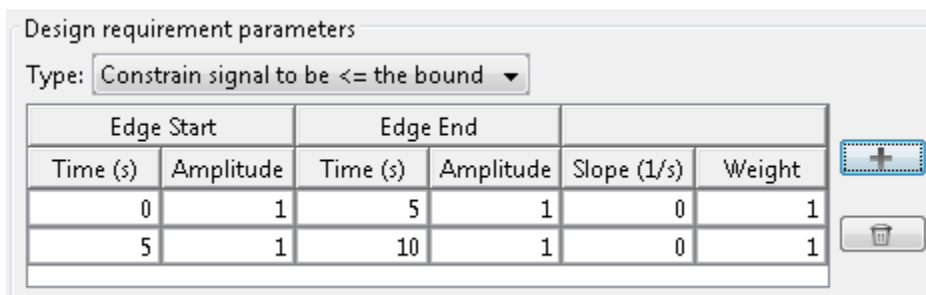 Design requirement parameters
Type: Constrain signal to be <= the bound
Edge Start Edge End
Time (s) Amplitude Time (s) Amplitude Slope (1/s) Weight
0 1 5 1 0 1
5 1 10 1 0 1